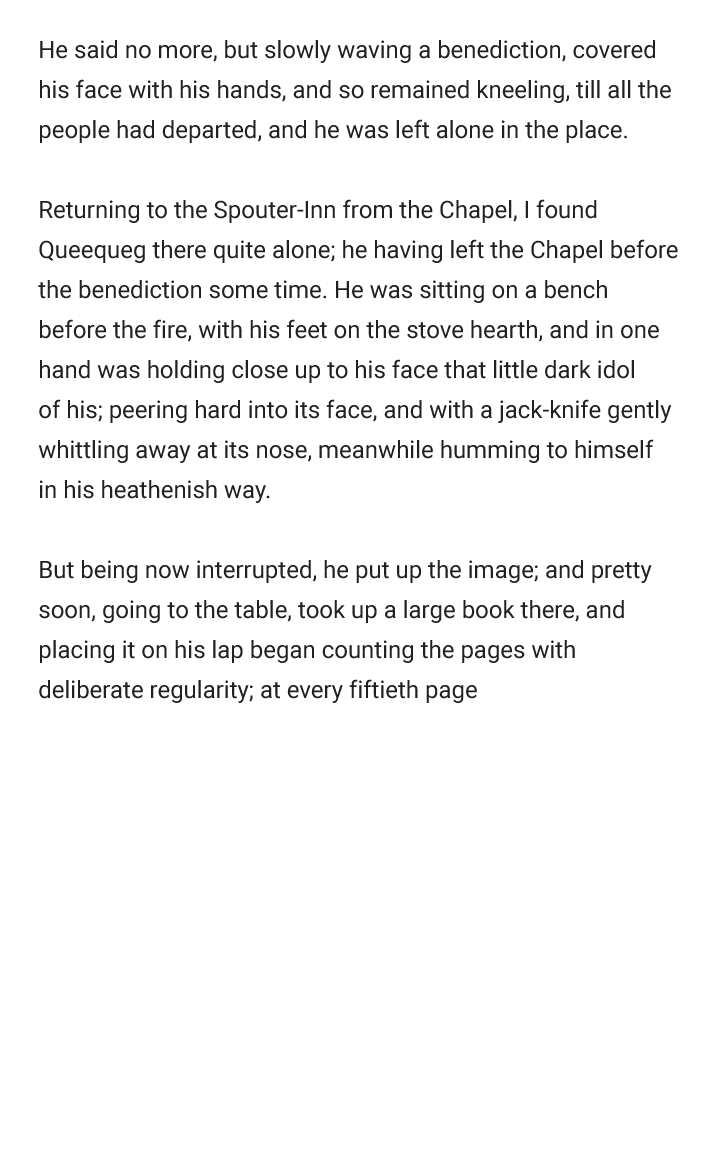 He said no more, but slowly waving a benediction, covered
his face with his hands, and so remained kneeling, till all the
people had departed, and he was left alone in the place.
Returning to the Spouter-Inn from the Chapel, I found
Queequeg there quite alone; he having left the Chapel before
the benediction some time. He was sitting on a bench
before the fire, with his feet on the stove hearth, and in one
hand was holding close up to his face that little dark idol
of his; peering hard into its face, and with a jack-knife gently
whittling away at its nose, meanwhile humming to himself
in his heathenish way.
But being now interrupted, he put up the image; and pretty
soon, going to the table, took up a large book there, and
placing it on his lap began counting the pages with
deliberate regularity; at every fiftieth page